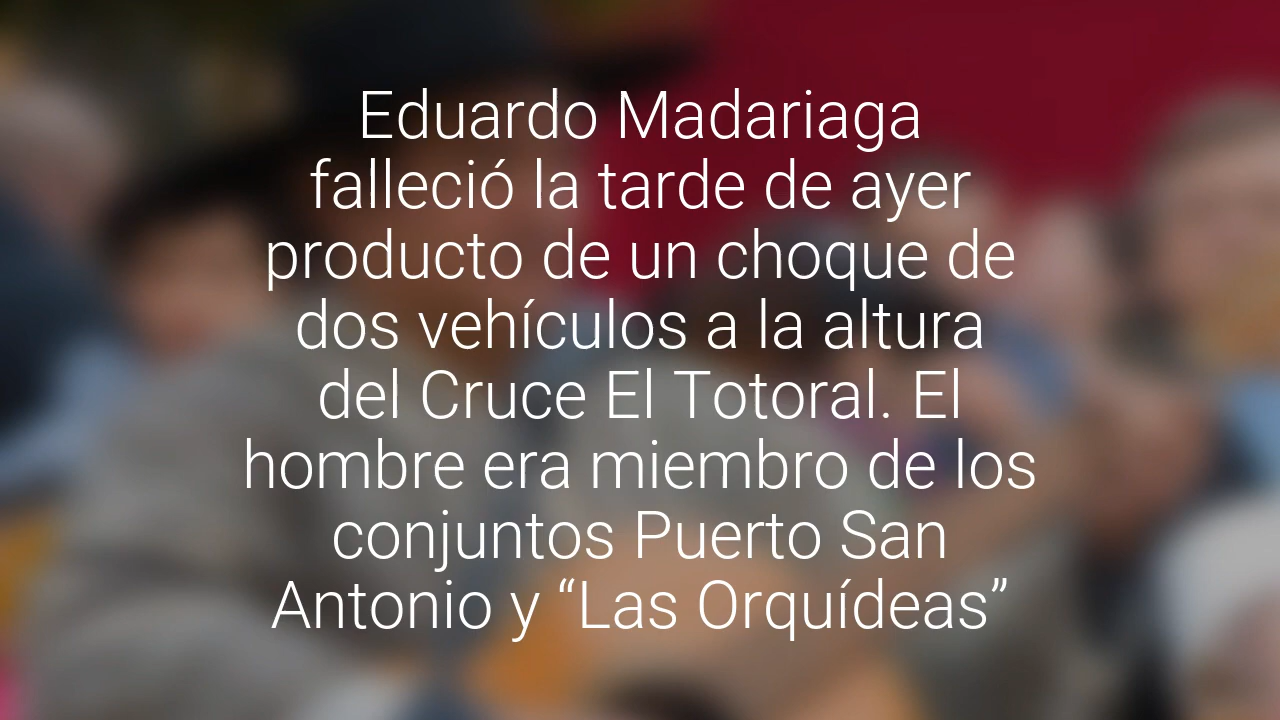 Eduardo Madariaga
falleció la tarde de ayer
producto de un choque de
dos vehículos a la altura
del Cruce El Totoral. El
hombre era miembro de los
conjuntos Puerto San
Antonio y “Las Orquídeas”